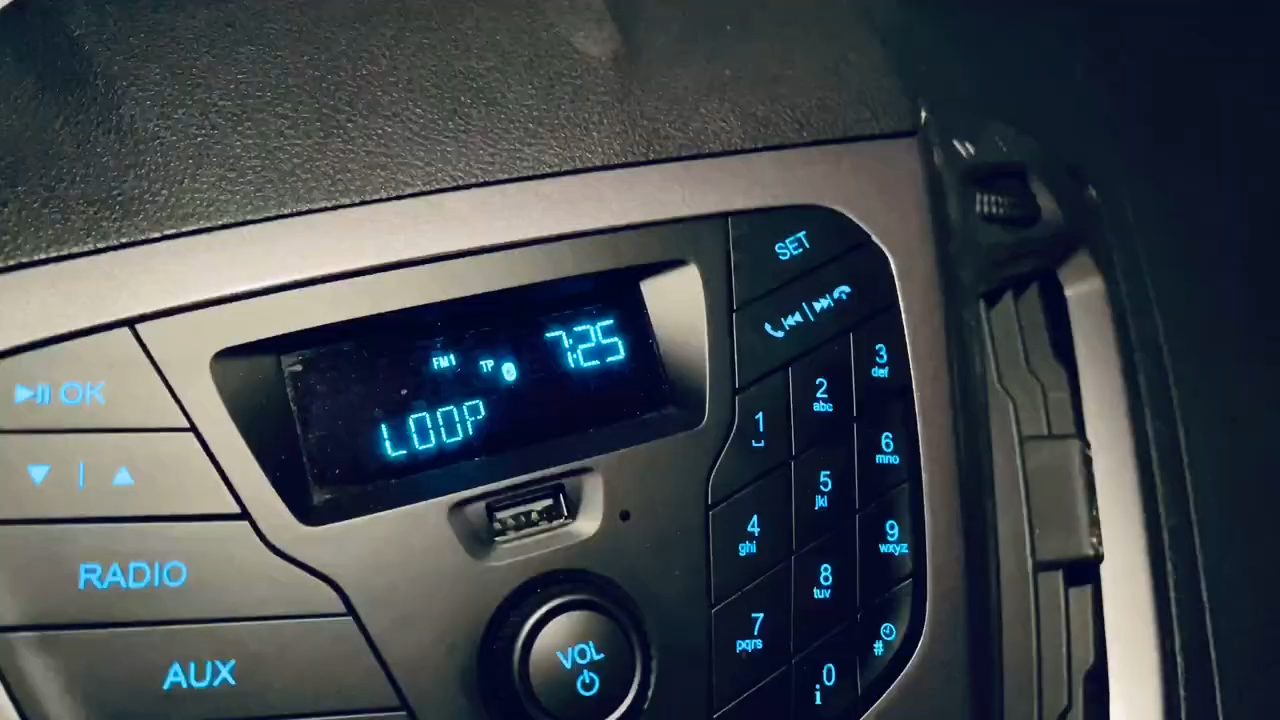 FM1 TP 7:25
LOOP
OK
RADIO
AUX
VOL
SET
1
2 abc
3 def
4 ghi
5 jkl
6 mno
7 pqrs
8 tuv
9 wxyz
i 0
#